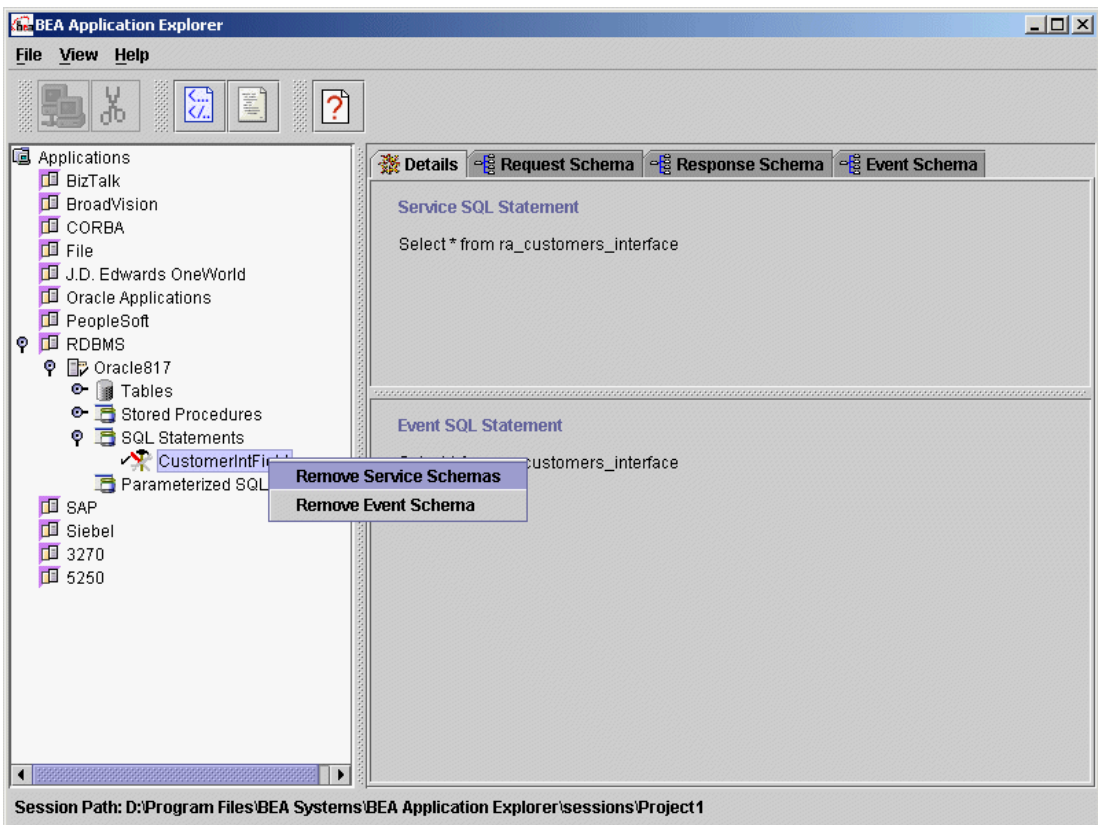 BEA Application Explorer
File View Help
Applications
BizTalk
BroadVision
CORBA
File
J.D. Edwards OneWorld
Oracle Applications
PeopleSoft
RDBMS
Oracle817
Tables
Stored Procedures
SQL Statements
CustomerIntField
Parameterized SQL
SAP
Siebel
3270
5250
Remove Service Schemas
Remove Event Schema
Details Request Schema Response Schema Event Schema
Service SQL Statement
Select * from ra_customers_interface
Event SQL Statement
customers_interface
Session Path: D:\Program Files\BEA Systems\BEA Application Explorer\sessions\Project1